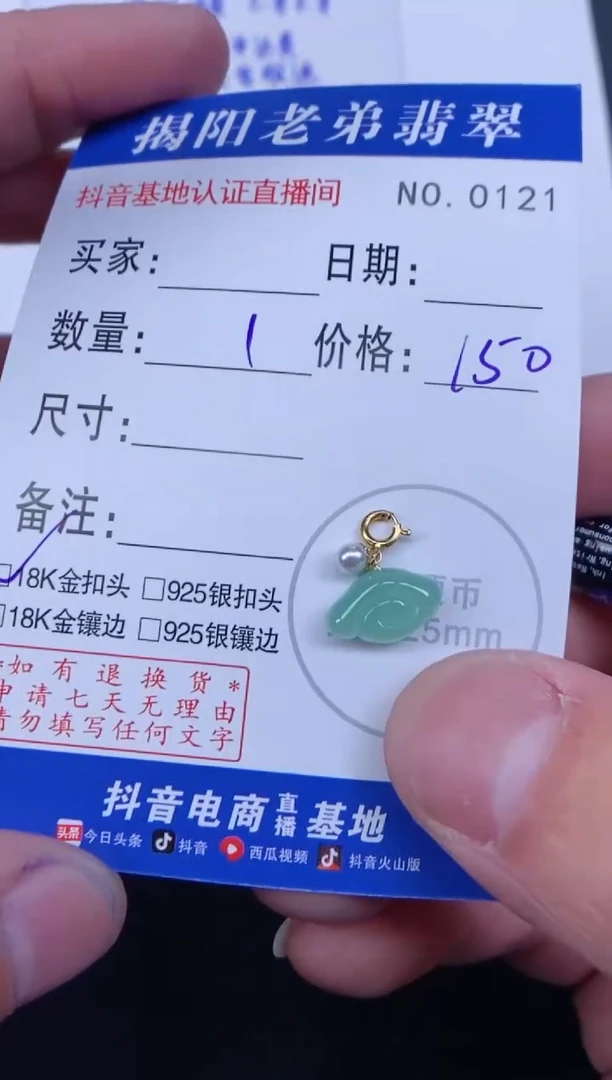 揭阳老弟翡翠
抖音基地认证直播间 NO. 0121
买家: 日期:
数量: 1 价格: 150
尺寸:
备注:
18K金扣头 □925银扣头
□18K金镶边 □925银镶边
币
5mm
*如有退换货*
申请七天无理由
请勿填写任何文字
抖音电商直播基地
头条 今日头条 抖音 西瓜视频 抖音火山版